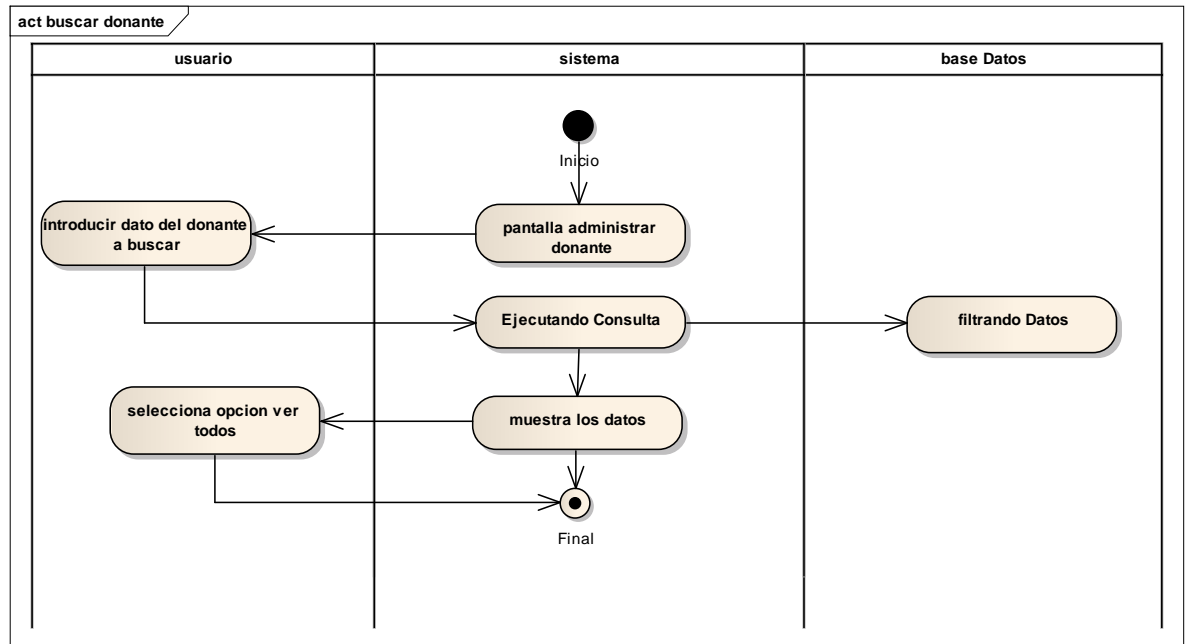 act buscar donante
usuario
sistema
base Datos
Inicio
introducir dato del donante
a buscar
pantalla administrar
donante
Ejecutando Consulta
filtrando Datos
selecciona opcion ver
todos
muestra los datos
Final